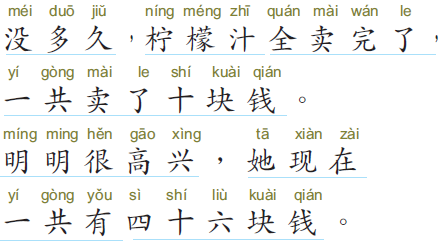 méi duō jiǔ níng méng zhī quán mài wán le
没多久，柠檬汁全卖完了，
yí gòng mài le shí kuài qián
一共卖了十块钱。
míng ming hěn gāo xìng tā xiàn zài
明明很高兴，她现在
yí gòng yǒu sì shí liù kuài qián
一共有四十六块钱。